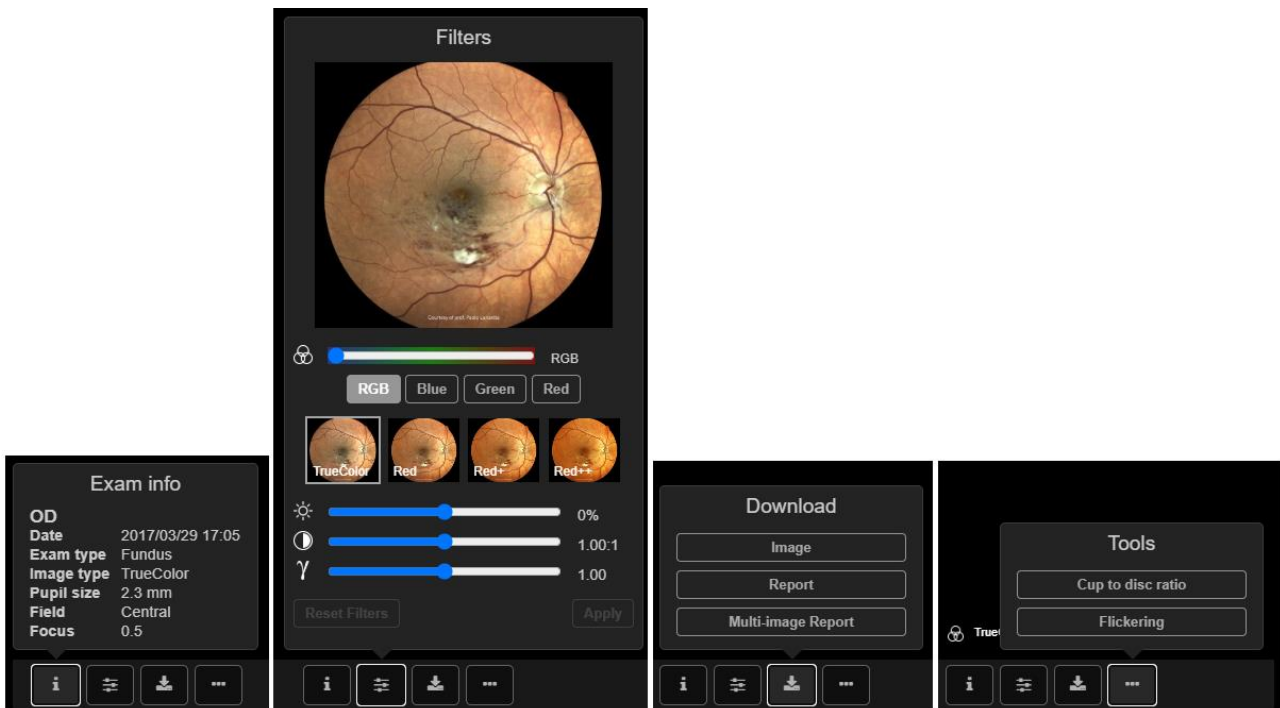 Exam info
OD
Date 2017/03/29 17:05
Exam type Fundus
Image type TrueColor
Pupil size 2.3 mm
Field Central
Focus 0.5
Filters
RGB
RGB Blue Green Red
TrueColor Red Red+ Red++
0%
1.00:1
γ 1.00
Reset Filters Apply
Download
Image
Report
Multi-image Report
Tools
Cup to disc ratio
Flickering